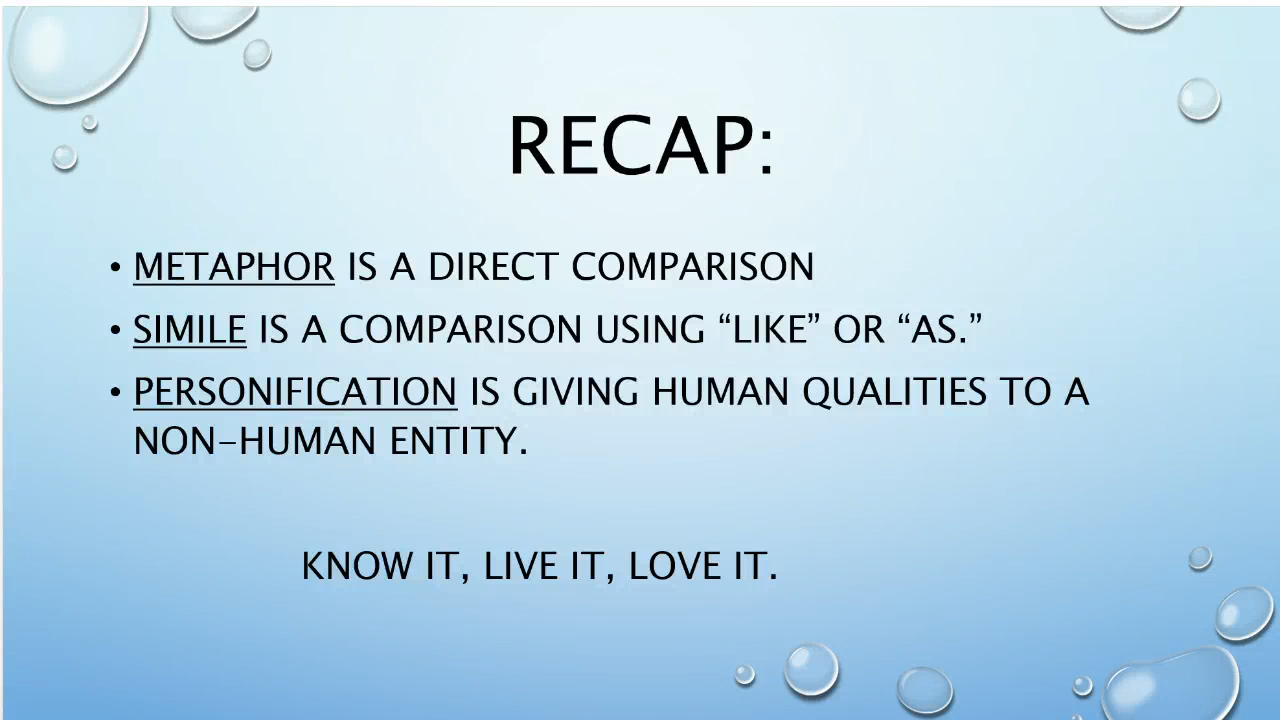 RECAP:
• METAPHOR IS A DIRECT COMPARISON
• SIMILE IS A COMPARISON USING “LIKE” OR “AS.”
• PERSONIFICATION IS GIVING HUMAN QUALITIES TO A
NON-HUMAN ENTITY.
KNOW IT, LIVE IT, LOVE IT.